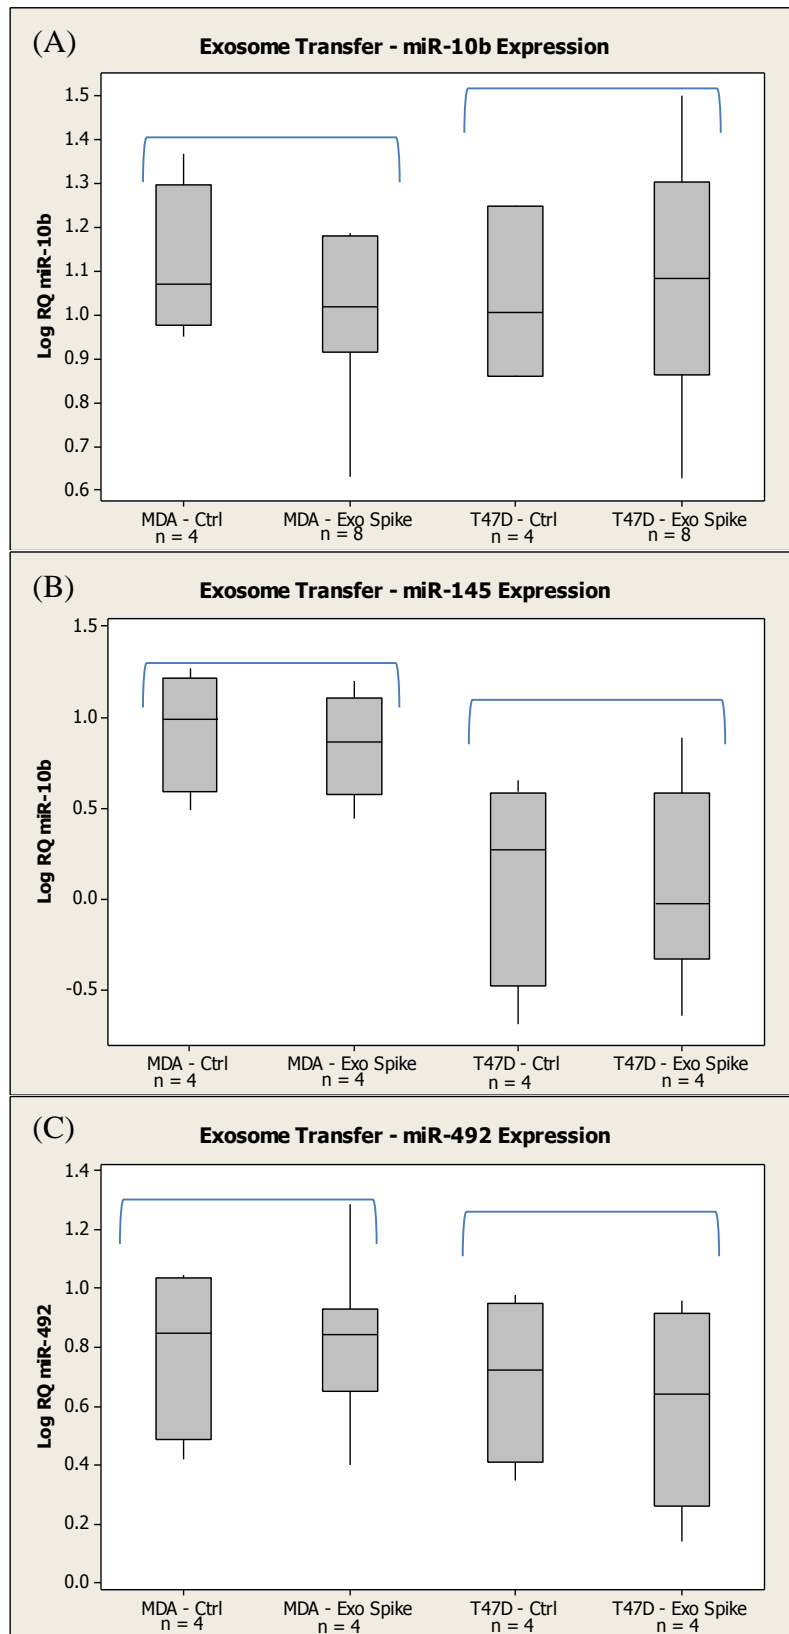 (A)
Exosome Transfer - miR-10b Expression
Log RQ miR-10b
1.5
1.4
1.3
1.2
1.1
1.0
0.9
0.8
0.7
0.6
MDA - Ctrl MDA - Exo Spike T47D - Ctrl T47D - Exo Spike
n = 4 n = 8 n = 4 n = 8
(B)
Exosome Transfer - miR-145 Expression
Log RQ miR-10b
1.5
1.0
0.5
0.0
-0.5
MDA - Ctrl MDA - Exo Spike T47D - Ctrl T47D - Exo Spike
n = 4 n = 4 n = 4 n = 4
(C)
Exosome Transfer - miR-492 Expression
Log RQ miR-492
1.4
1.2
1.0
0.8
0.6
0.4
0.2
0.0
MDA - Ctrl MDA - Exo Spike T47D - Ctrl T47D - Exo Spike
n = 4 n = 4 n = 4 n = 4